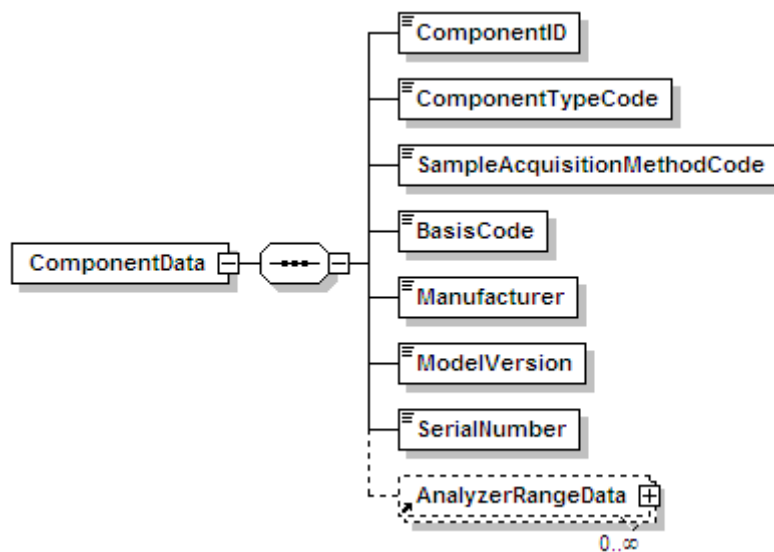 ComponentID
ComponentTypeCode
SampleAcquisitionMethodCode
BasisCode
ComponentData
Manufacturer
ModelVersion
SerialNumber
AnalyzerRangeData
0..∞